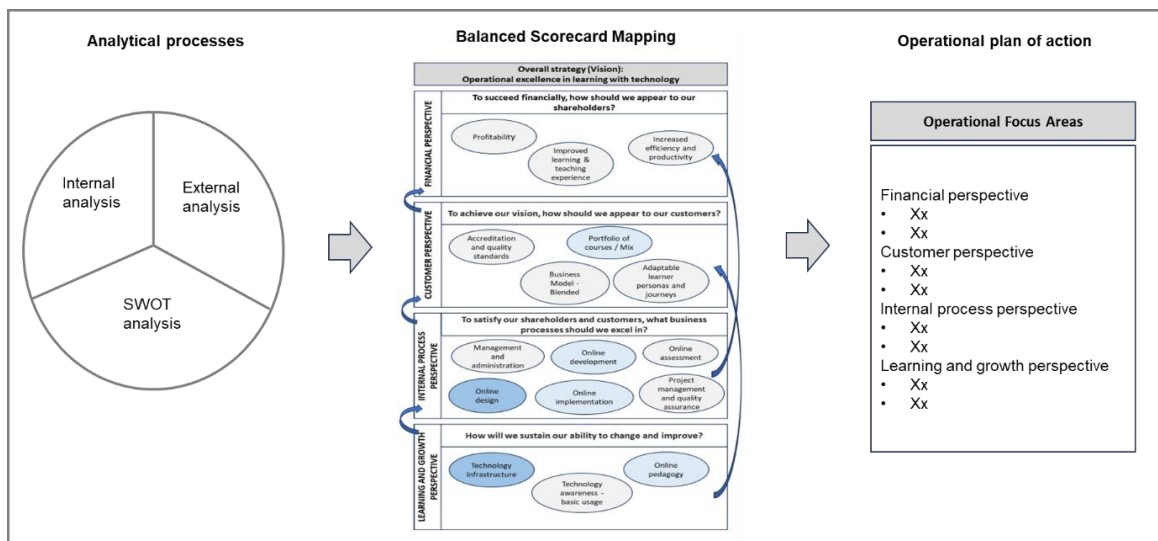 Analytical processes
Internal
analysis
External
analysis
SWOT
analysis
Balanced Scorecard Mapping
Overall strategy (Vision):
Operational excellence in learning with technology
FINANCIAL PERSPECTIVE
To succeed financially, how should we appear to our
shareholders?
Profitability
Improved
learning &
teaching
experience
Increased
efficiency and
productivity
CUSTOMER PERSPECTIVE
To achieve our vision, how should we appear to our customers?
Accreditation
and quality
standards
Portfolio of
courses / Mix
Business
Model -
Blended
Adaptable
learner
personas and
journeys
INTERNAL PROCESS
PERSPECTIVE
To satisfy our shareholders and customers, what business
processes should we excel in?
Management
and
administration
Online
development
Online
assessment
Online
design
Online
implementation
Project
management
and quality
assurance
LEARNING AND GROWTH
PERSPECTIVE
How will we sustain our ability to change and improve?
Technology
infrastructure
Technology
awareness -
basic usage
Online
pedagogy
Operational plan of action
Operational Focus Areas
Financial perspective
• Xx
• Xx
Customer perspective
• Xx
• Xx
Internal process perspective
• Xx
• Xx
Learning and growth perspective
• Xx
• Xx